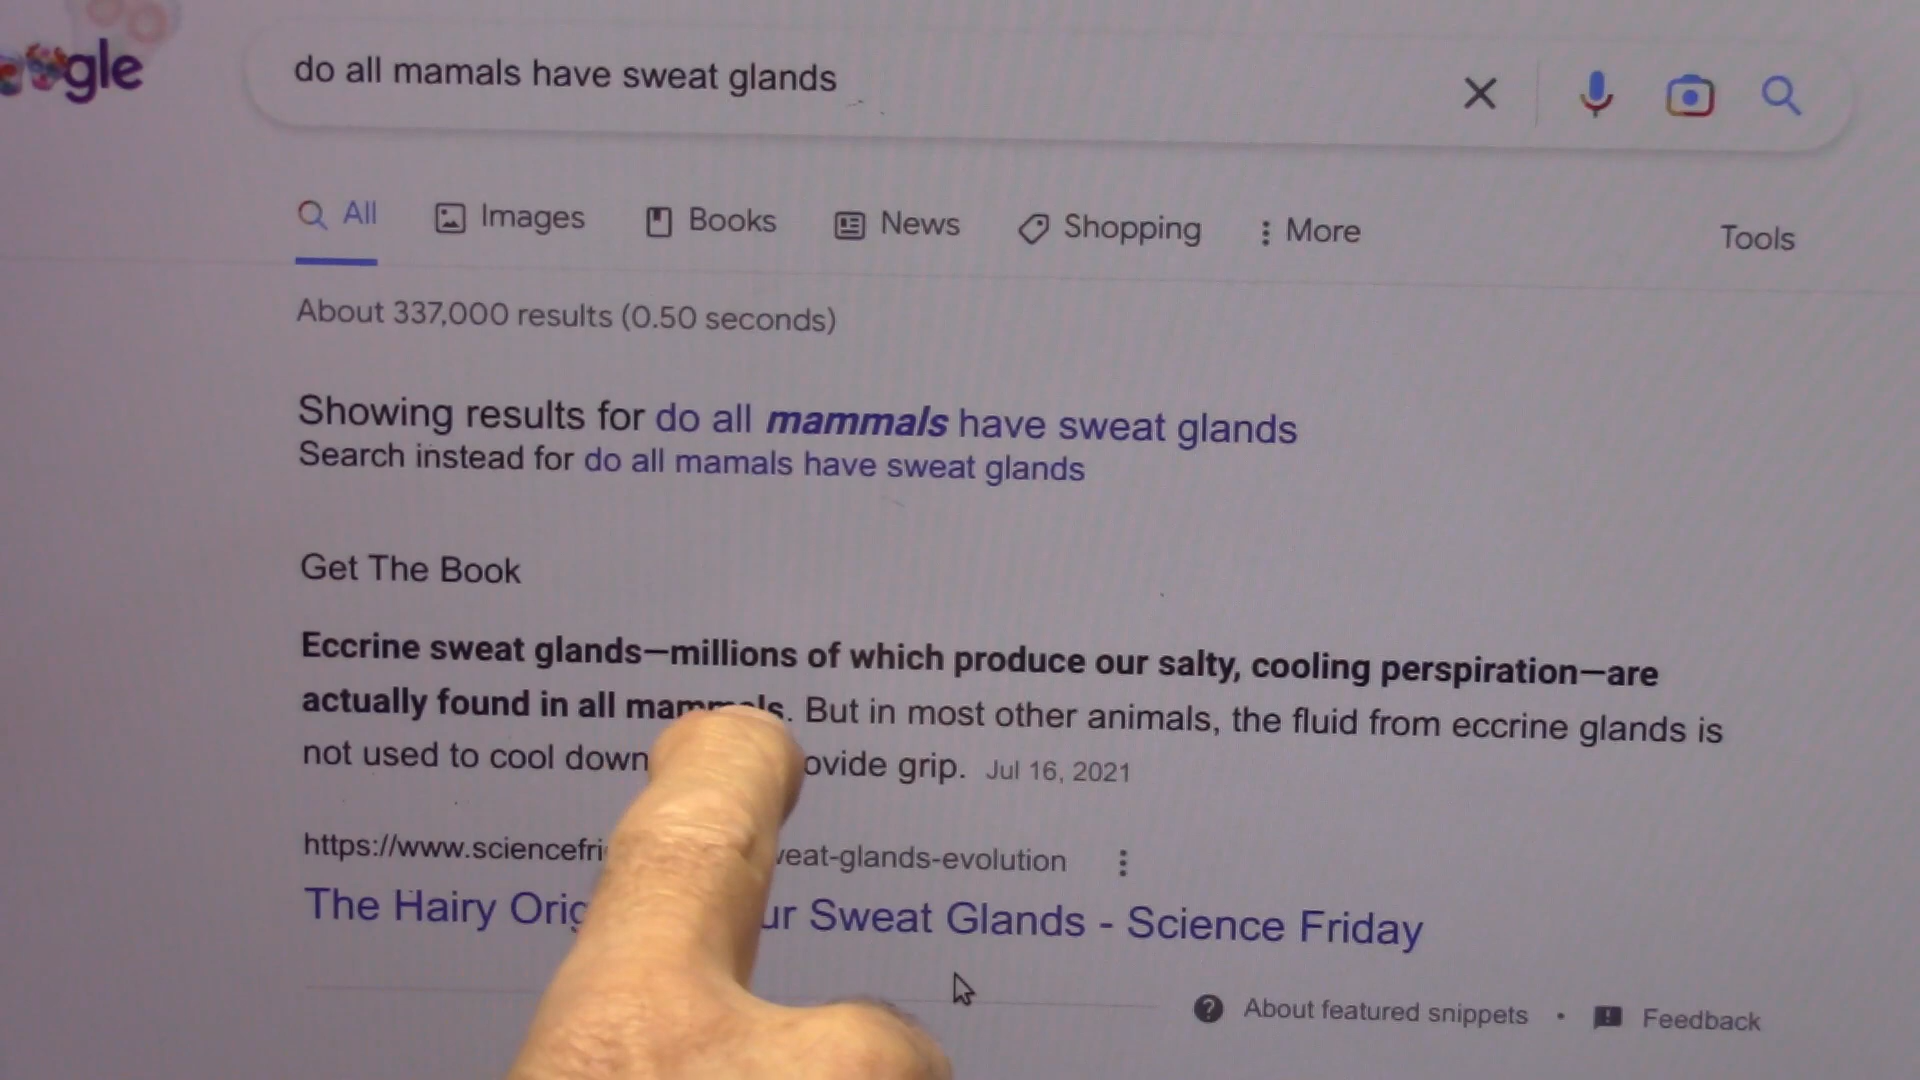 gle
do all mamals have sweat glands
All Images Books News Shopping More Tools
About 337,000 results (0.50 seconds)
Showing results for do all mammals have sweat glands
Search instead for do all mamals have sweat glands
Get The Book
Eccrine sweat glands—millions of which produce our salty, cooling perspiration—are
actually found in all mammals. But in most other animals, the fluid from eccrine glands is
not used to cool down ovide grip. Jul 16, 2021
https://www.sciencefri weat-glands-evolution
The Hairy Orig ur Sweat Glands - Science Friday
About featured snippets • Feedback